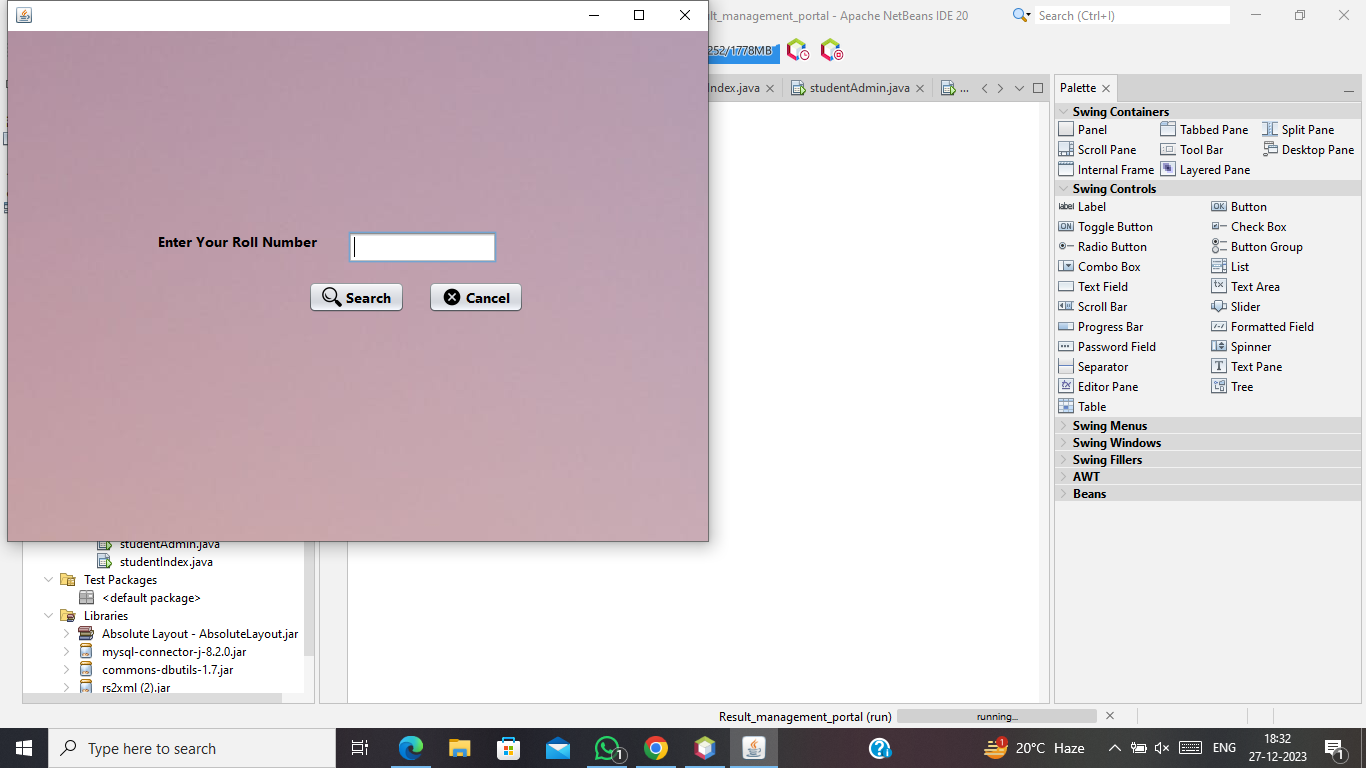 lt_management_portal - Apache NetBeans IDE 20
Search (Ctrl+I)
252/1778MB
Index.java
studentAdmin.java
...
Enter Your Roll Number
Search
Cancel
Palette
Swing Containers
Panel
Tabbed Pane
Split Pane
Scroll Pane
Tool Bar
Desktop Pane
Internal Frame
Layered Pane
Swing Controls
label Label
OK Button
ON Toggle Button
Check Box
Radio Button
Button Group
Combo Box
List
Text Field
Text Area
Scroll Bar
Slider
Progress Bar
Formatted Field
Password Field
Spinner
Separator
T Text Pane
Editor Pane
Tree
Table
Swing Menus
Swing Windows
Swing Fillers
AWT
Beans
studentAdmin.java
studentIndex.java
Test Packages
<default package>
Libraries
Absolute Layout - AbsoluteLayout.jar
mysql-connector-j-8.2.0.jar
commons-dbutils-1.7.jar
rs2xml (2).jar
Result_management_portal (run)
running...
Type here to search
1
1
20°C Haze
ENG
18:32
27-12-2023
1